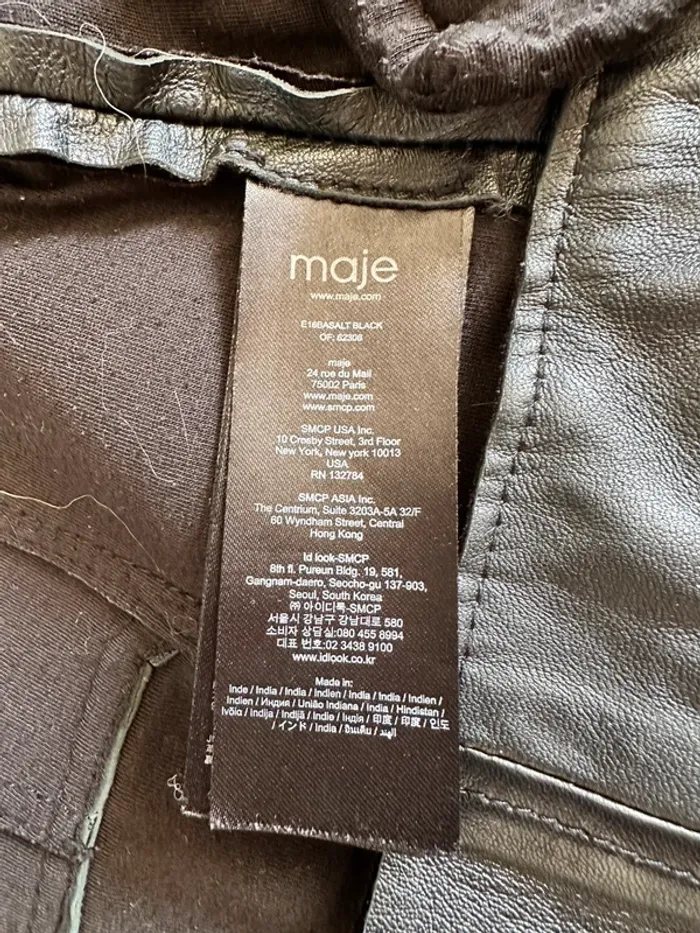 maje
www.maje.com
E16BASALT BLACK
OF: 62306
maje
24 rue du Mail
75002 Paris
www.maje.com
www.smcp.com
SMCP USA Inc.
10 Crosby Street, 3rd Floor
New York, New york 10013
USA
RN 132784
SMCP ASIA Inc.
The Centrium, Suite 3203A-5A 32/F
60 Wyndham Street, Central
Hong Kong
Id look-SMCP
8th fl. Pureun Bldg. 19, 581,
Gangnam-daero, Seocho-gu 137-903,
Seoul, South Korea
㈜ 아이디룩-SMCP
서울시 강남구 강남대로 580
소비자 상담실:080 455 8994
대표 번호:02 3438 9100
www.idlook.co.kr
Made in:
Inde / India / India / Indien / India / India / Indien /
Indien / Индия / União Indiana / India / Hindistan /
Ινδία / Indija / Indijā / Indie / Індія / 印度 / 印度 / 인도
/ インド / India / อินเดีย / الهند